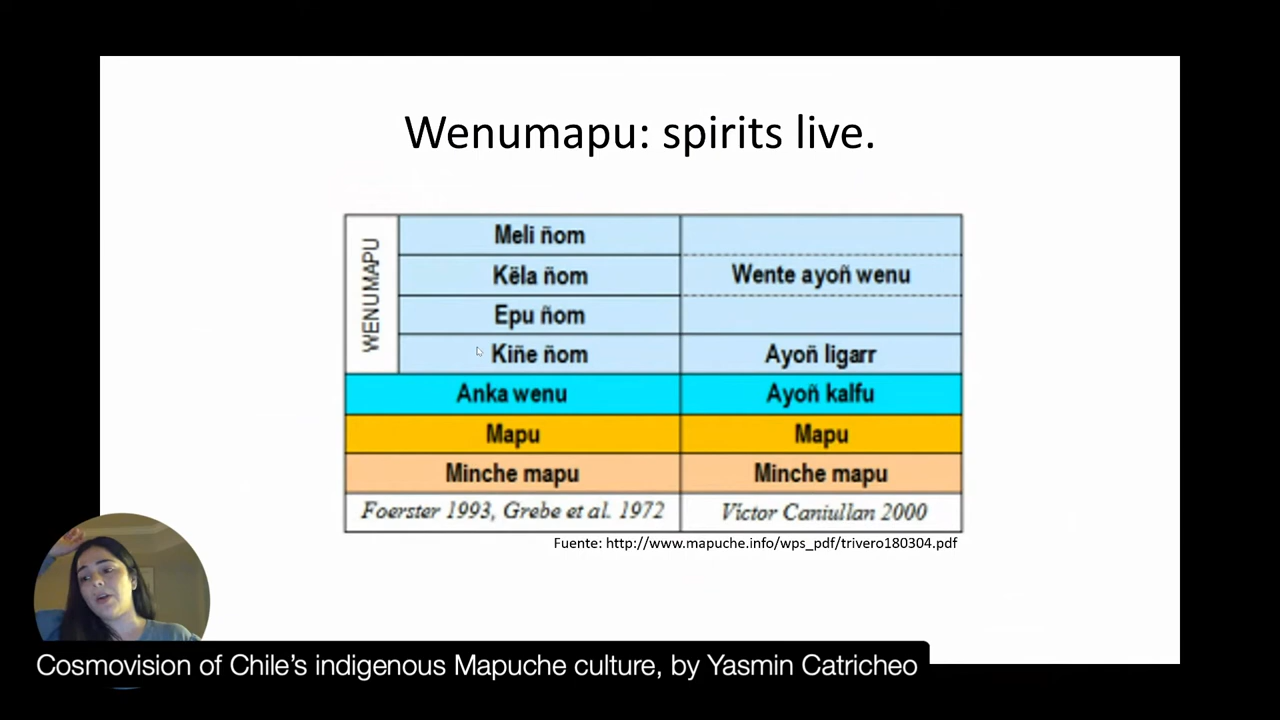 Wenumapu: spirits live.
WENUMAPU
Meli ñom
Këla ñom
Wente ayoñ wenu
Epu ñom
Kiñe ñom
Ayoñ ligarr
Anka wenu
Ayoñ kalfu
Mapu
Mapu
Minche mapu
Minche mapu
Foerster 1993, Grebe et al. 1972
Victor Caniullan 2000
Fuente: http://www.mapuche.info/wps_pdf/trivero180304.pdf
Cosmovision of Chile’s indigenous Mapuche culture, by Yasmin Catricheo